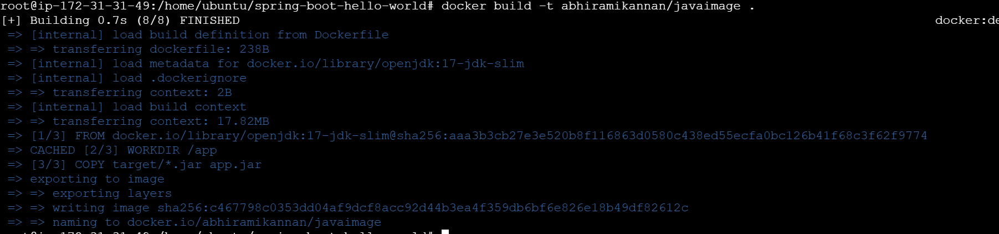 root@ip-172-31-31-49:/home/ubuntu/spring-boot-hello-world# docker build -t abhiramikannan/javaimage .
[+] Building 0.7s (8/8) FINISHED docker:de
=> [internal] load build definition from Dockerfile
=> => transferring dockerfile: 238B
=> [internal] load metadata for docker.io/library/openjdk:17-jdk-slim
=> [internal] load .dockerignore
=> => transferring context: 2B
=> [internal] load build context
=> => transferring context: 17.82MB
=> [1/3] FROM docker.io/library/openjdk:17-jdk-slim@sha256:aaa3b3cb27e3e520b8f116863d0580c438ed55ecfa0bc126b41f68c3f62f9774
=> CACHED [2/3] WORKDIR /app
=> [3/3] COPY target/*.jar app.jar
=> exporting to image
=> => exporting layers
=> => writing image sha256:c467798c0353dd04af9dcf8acc92d44b3ea4f359db6bf6e826e18b49df82612c
=> => naming to docker.io/abhiramikannan/javaimage